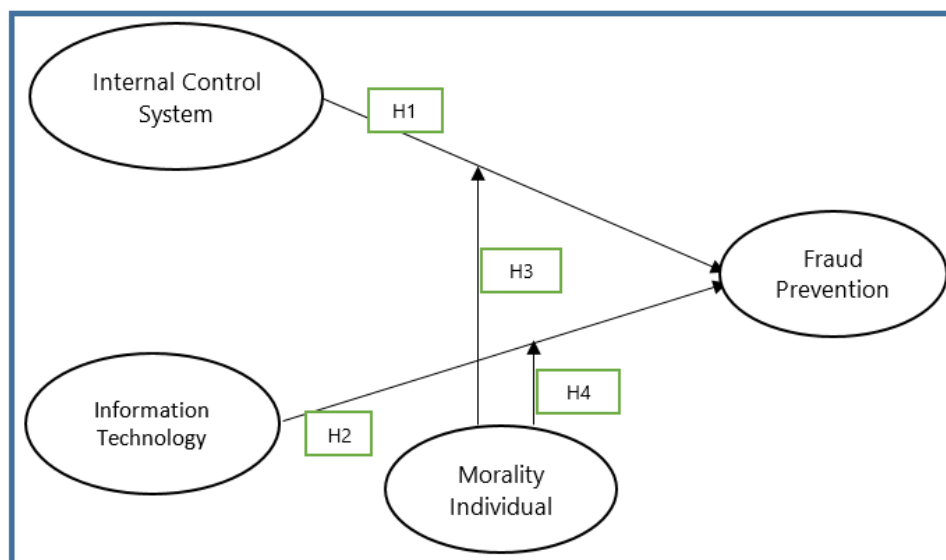 Internal Control
System
H1
H3
Fraud
Prevention
H4
Information
Technology
H2
Morality
Individual